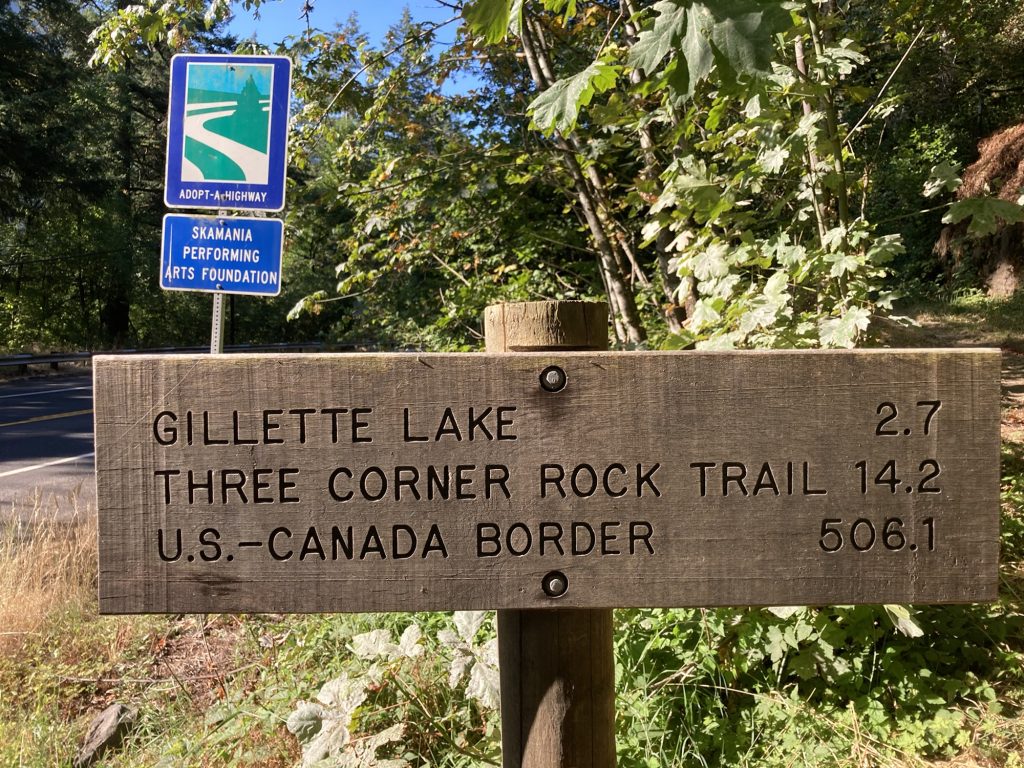 ADOPT-A-HIGHWAY
SKAMANIA
PERFORMING
ARTS FOUNDATION
GILLETTE LAKE 2.7
THREE CORNER ROCK TRAIL 14.2
U.S.-CANADA BORDER 506.1